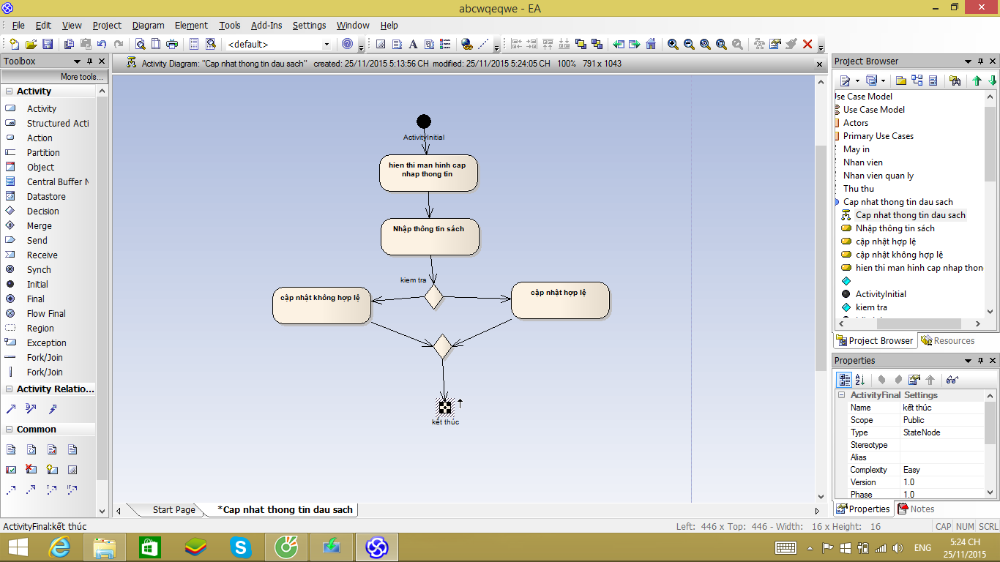 abcwqeqwe - EA
File Edit View Project Diagram Element Tools Add-Ins Settings Window Help
<default>
Toolbox
More tools...
Activity
Activity
Structured Acti
Action
Partition
Object
Central Buffer N
Datastore
Decision
Merge
Send
Receive
Synch
Initial
Final
Flow Final
Region
Exception
Fork/Join
Fork/Join
Activity Relatio...
Common
Activity Diagram: "Cap nhat thong tin dau sach" created: 25/11/2015 5:13:56 CH modified: 25/11/2015 5:24:05 CH 100% 791 x 1043
ActivityInitial
hien thi man hinh cap
nhap thong tin
Nhập thông tin sách
kiem tra
cập nhật không hợp lệ
cập nhật hợp lệ
kết thúc
Start Page
*Cap nhat thong tin dau sach
Project Browser
Use Case Model
Use Case Model
Actors
Primary Use Cases
May in
Nhan vien
Nhan vien quan ly
Thu thu
Cap nhat thong tin dau sach
Cap nhat thong tin dau sach
Nhập thông tin sách
cập nhật hợp lệ
cập nhật không hợp lệ
hien thi man hinh cap nhap thon
ActivityInitial
kiem tra
Project Browser
Resources
Properties
ActivityFinal Settings
Name kết thúc
Scope Public
Type StateNode
Stereotype
Alias
Complexity Easy
Version 1.0
Phase 1.0
Properties
Notes
ActivityFinal:kết thúc
Left: 446 x Top: 446 - Width: 16 x Height: 16
CAP NUM SCRL
ENG
5:24 CH
25/11/2015